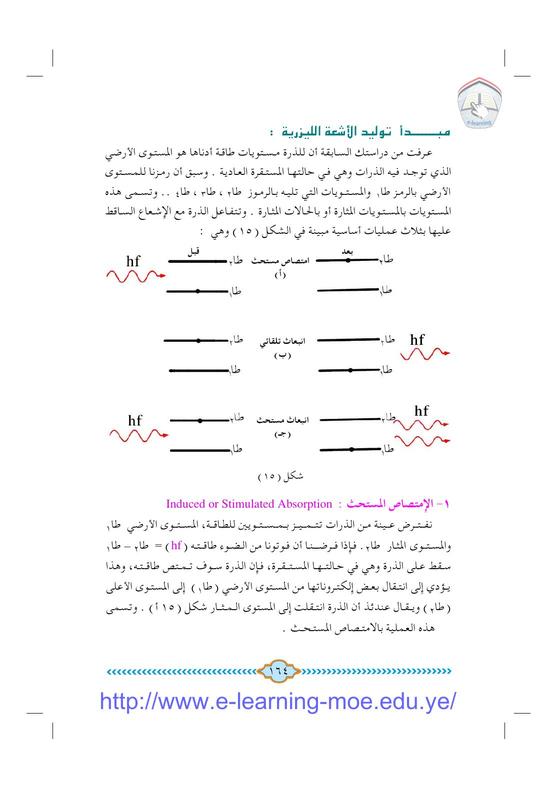 e-learning
مبــــدأ توليد الأشعة الليزرية :
عرفت من دراستك السابقة أن للذرة مستويات طاقة أدناها هو المستوى الأرضي
الذي توجد فيه الذرات وهي في حالتها المستقرة العادية . وسبق أن رمزنا للمستوى
الأرضي بالرمز ط١ والمستويات التي تليه بالرموز ط٢ ، ط٣ ، ط٤ .. وتسمى هذه
المستويات بالمستويات المثارة أو بالحالات المثارة . وتتفاعل الذرة مع الإشعاع الساقط
عليها بثلاث عمليات أساسية مبينة في الشكل ( ١٥ ) وهي :
بعد
قبل
ط٢ امتصاص مستحث ط٢ hf
( أ )
ط١ ط١
hf ط٢ انبعاث تلقائي ط٢
( ب )
ط١ ط١
hf ط٢ انبعاث مستحث ط٢ hf
( جـ )
ط١ ط١
شكل ( ١٥ )
١- الإمتصاص المستحث : Induced or Stimulated Absorption
نفترض عينة من الذرات تتميز بمستويين للطاقة، المستوى الأرضي ط١
والمستوى المثار ط٢. فإذا فرضنا أن فوتونا من الضوء طاقته ( hf ) = ط٢ – ط١
سقط على الذرة وهي في حالتها المستقرة، فإن الذرة سوف تمتص طاقته، وهذا
يؤدي إلى انتقال بعض إلكتروناتها من المستوى الأرضي ( ط١ ) إلى المستوى الأعلى
( ط٢ ) ويقال عندئذ أن الذرة انتقلت إلى المستوى المثار شكل ( ١٥ أ ) . وتسمى
هذه العملية بالامتصاص المستحث .
١٦٤
http://www.e-learning-moe.edu.ye/